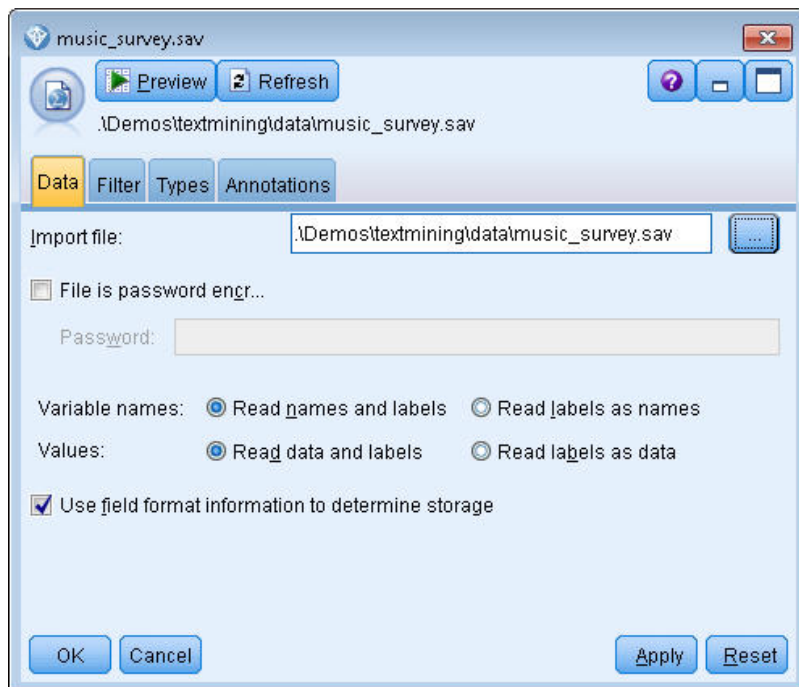 music_survey.sav
Preview Refresh
.\Demos\textmining\data\music_survey.sav
Data Filter Types Annotations
Import file: .\Demos\textmining\data\music_survey.sav ...
File is password encr...
Password:
Variable names: Read names and labels Read labels as names
Values: Read data and labels Read labels as data
Use field format information to determine storage
OK Cancel Apply Reset